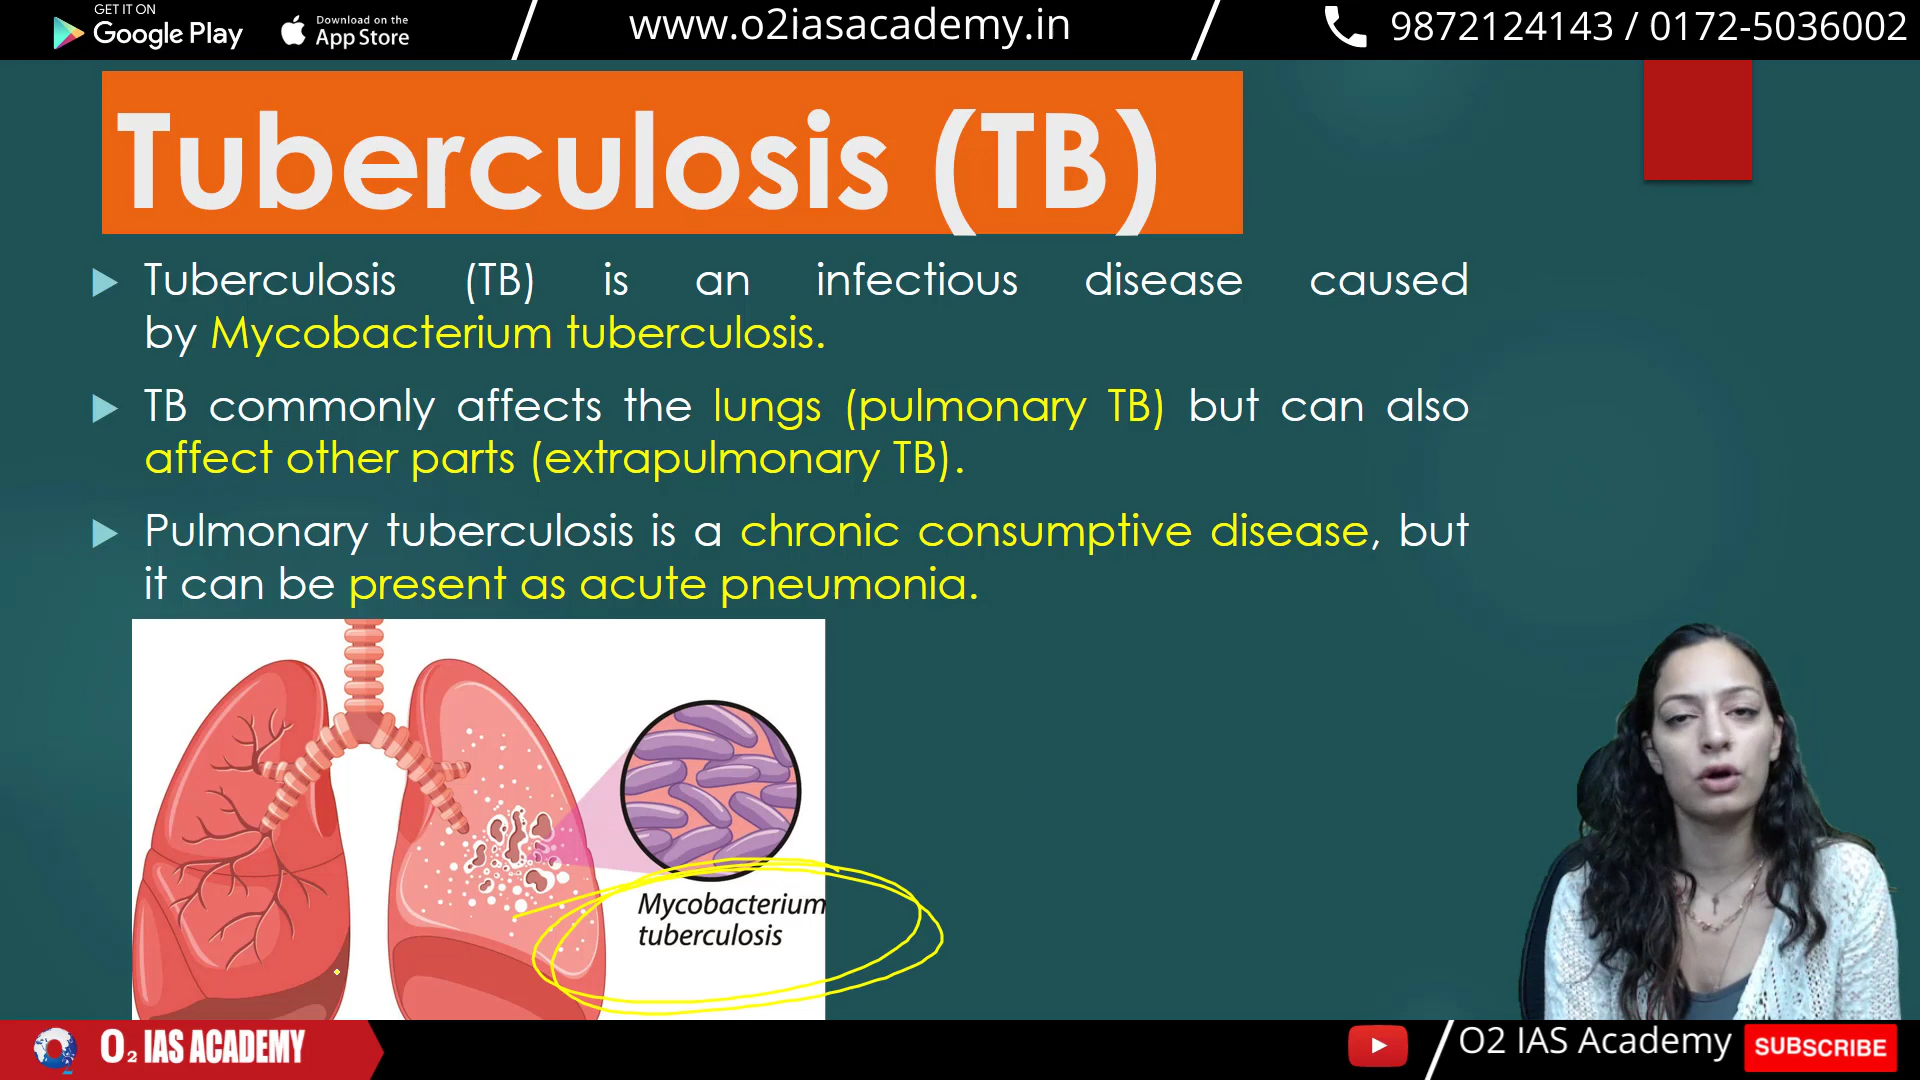 GET IT ON
Google Play
Download on the
App Store
www.o2iasacademy.in
9872124143 / 0172-5036002
Tuberculosis (TB)
Tuberculosis (TB) is an infectious disease caused
by Mycobacterium tuberculosis.
TB commonly affects the lungs (pulmonary TB) but can also
affect other parts (extrapulmonary TB).
Pulmonary tuberculosis is a chronic consumptive disease, but
it can be present as acute pneumonia.
Mycobacterium
tuberculosis
O2 IAS ACADEMY
O2 IAS Academy
SUBSCRIBE